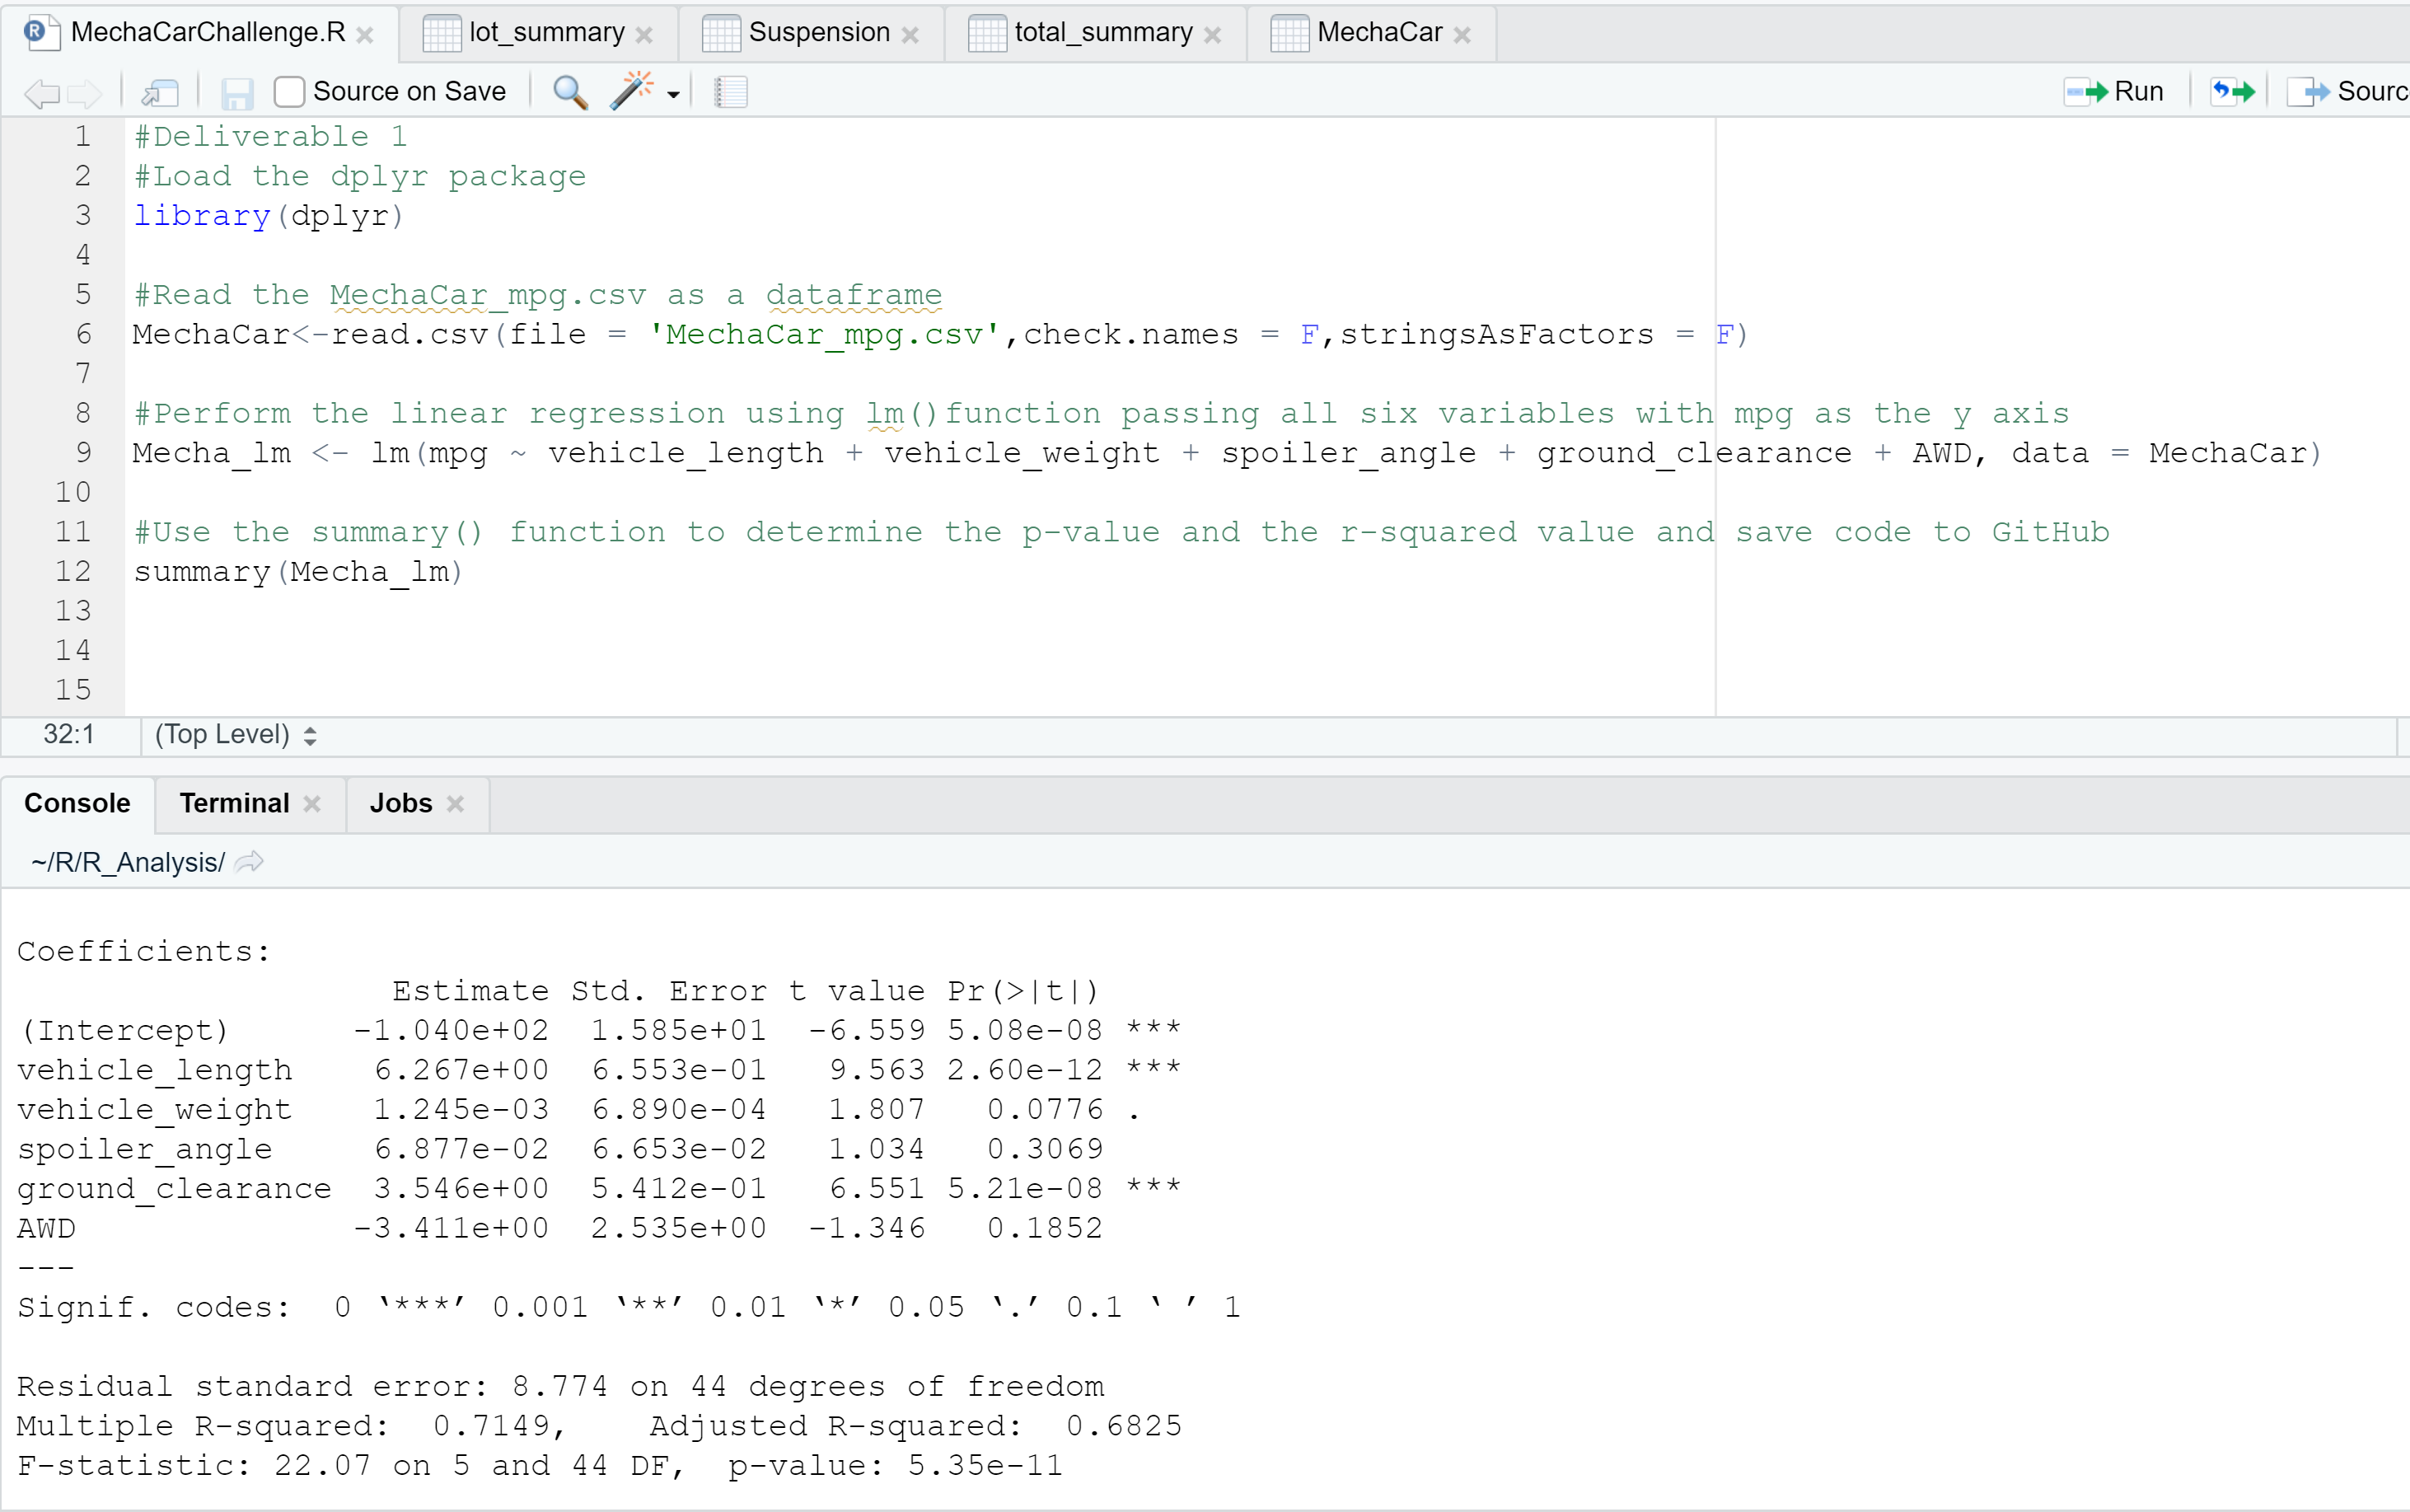 MechaCarChallenge.R lot_summary Suspension total_summary MechaCar
Source on Save Run Sourc
1 #Deliverable 1
2 #Load the dplyr package
3 library(dplyr)
4
5 #Read the MechaCar_mpg.csv as a dataframe
6 MechaCar<-read.csv(file = 'MechaCar_mpg.csv',check.names = F,stringsAsFactors = F)
7
8 #Perform the linear regression using lm()function passing all six variables with mpg as the y axis
9 Mecha_lm <- lm(mpg ~ vehicle_length + vehicle_weight + spoiler_angle + ground_clearance + AWD, data = MechaCar)
10
11 #Use the summary() function to determine the p-value and the r-squared value and save code to GitHub
12 summary(Mecha_lm)
13
14
15
32:1 (Top Level)
Console Terminal Jobs
~/R/R_Analysis/
Coefficients:
Estimate Std. Error t value Pr(>|t|)
(Intercept) -1.040e+02 1.585e+01 -6.559 5.08e-08 ***
vehicle_length 6.267e+00 6.553e-01 9.563 2.60e-12 ***
vehicle_weight 1.245e-03 6.890e-04 1.807 0.0776 .
spoiler_angle 6.877e-02 6.653e-02 1.034 0.3069
ground_clearance 3.546e+00 5.412e-01 6.551 5.21e-08 ***
AWD -3.411e+00 2.535e+00 -1.346 0.1852
---
Signif. codes: 0 ‘***’ 0.001 ‘**’ 0.01 ‘*’ 0.05 ‘.’ 0.1 ‘ ’ 1
Residual standard error: 8.774 on 44 degrees of freedom
Multiple R-squared: 0.7149, Adjusted R-squared: 0.6825
F-statistic: 22.07 on 5 and 44 DF, p-value: 5.35e-11